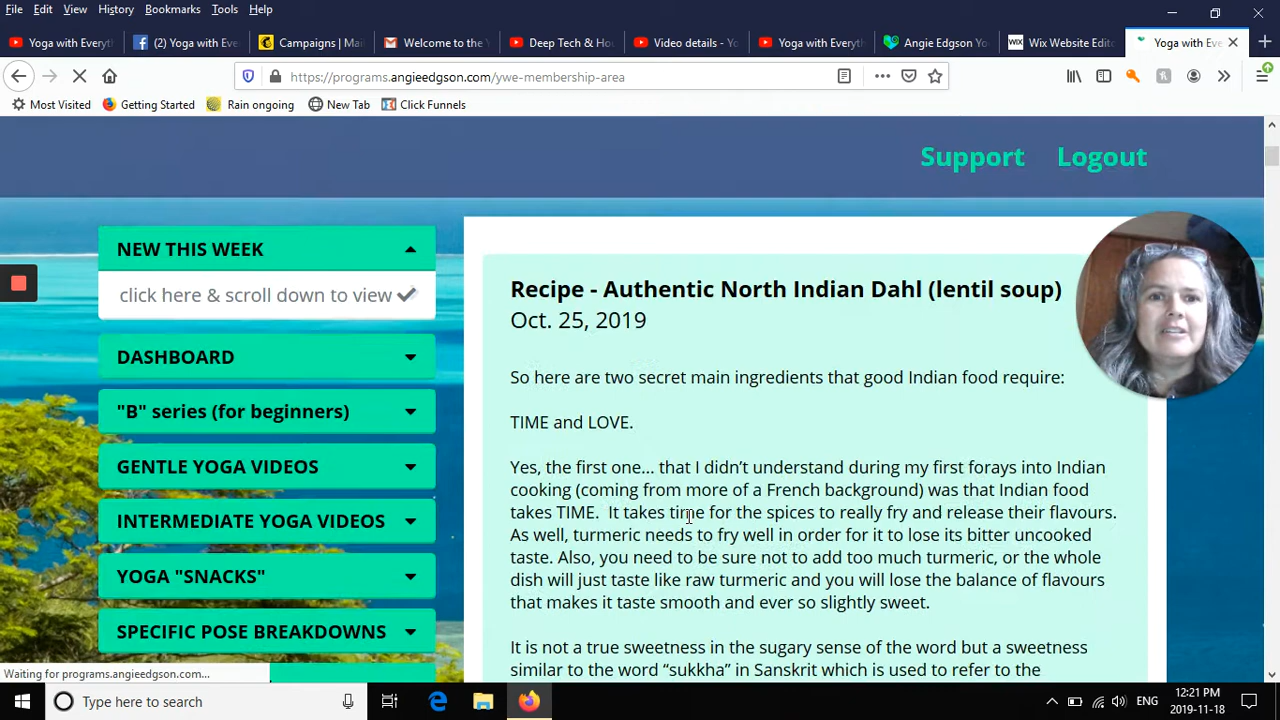 File Edit View History Bookmarks Tools Help
Yoga with Everyth
(2) Yoga with Eve
Campaigns | Ma
Welcome to the Y
Deep Tech & Ho
Video details - Yo
Yoga with Everyth
Angie Edgson Yo
Wix Website Edit
Yoga with Eve
https://programs.angieedgson.com/ywe-membership-area
Most Visited Getting Started Rain ongoing New Tab Click Funnels
Support Logout
NEW THIS WEEK
click here & scroll down to view
DASHBOARD
"B" series (for beginners)
GENTLE YOGA VIDEOS
INTERMEDIATE YOGA VIDEOS
YOGA "SNACKS"
SPECIFIC POSE BREAKDOWNS
Recipe - Authentic North Indian Dahl (lentil soup)
Oct. 25, 2019
So here are two secret main ingredients that good Indian food require:
TIME and LOVE.
Yes, the first one... that I didn't understand during my first forays into Indian
cooking (coming from more of a French background) was that Indian food
takes TIME.  It takes time for the spices to really fry and release their flavours.
As well, turmeric needs to fry well in order for it to lose its bitter uncooked
taste. Also, you need to be sure not to add too much turmeric, or the whole
dish will just taste like raw turmeric and you will lose the balance of flavours
that makes it taste smooth and ever so slightly sweet.
It is not a true sweetness in the sugary sense of the word but a sweetness
similar to the word “sukkha” in Sanskrit which is used to refer to the
Waiting for programs.angieedgson.com...
Type here to search
ENG
12:21 PM
2019-11-18